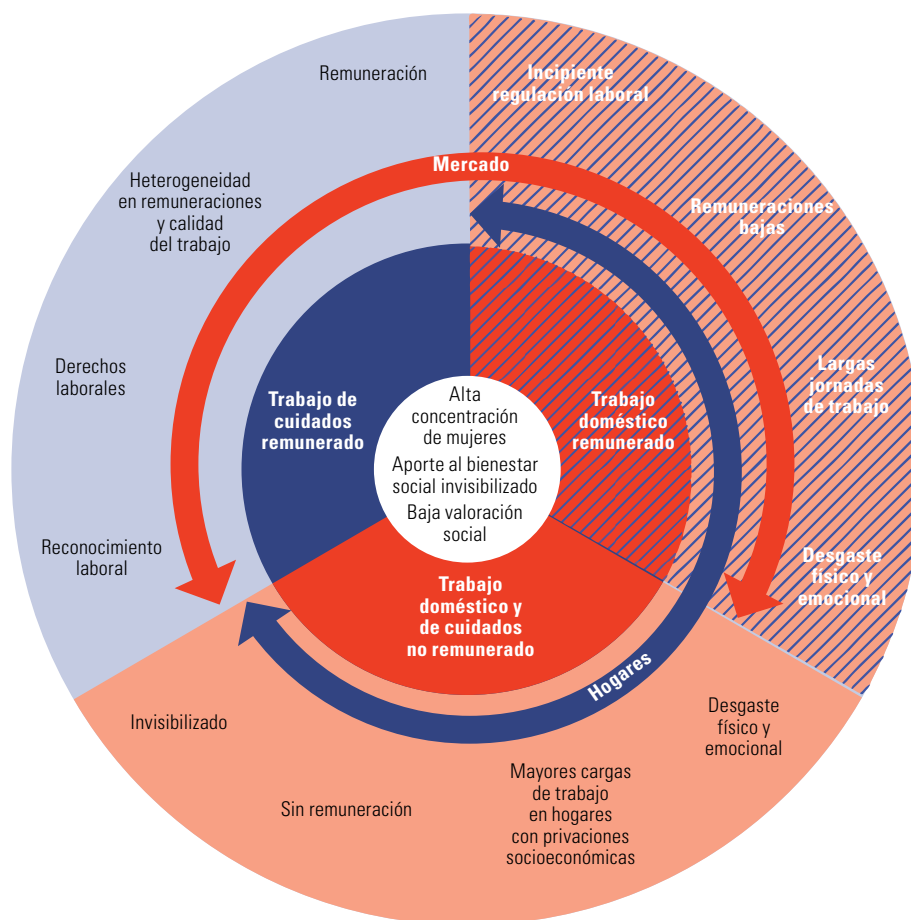 Remuneración
Heterogeneidad
en remuneraciones
y calidad
del trabajo
Derechos
laborales
Reconocimiento
laboral
Incipiente
regulación laboral
Remuneraciones
bajas
Largas
jornadas
de trabajo
Desgaste
físico y
emocional
Mercado
Trabajo de
cuidados
remunerado
Alta
concentración
de mujeres
Aporte al bienestar
social invisibilizado
Baja valoración
social
Trabajo
doméstico
remunerado
Trabajo
doméstico y
de cuidados
no remunerado
Hogares
Invisibilizado
Sin remuneración
Mayores cargas
de trabajo
en hogares
con privaciones
socioeconómicas
Desgaste
físico y
emocional